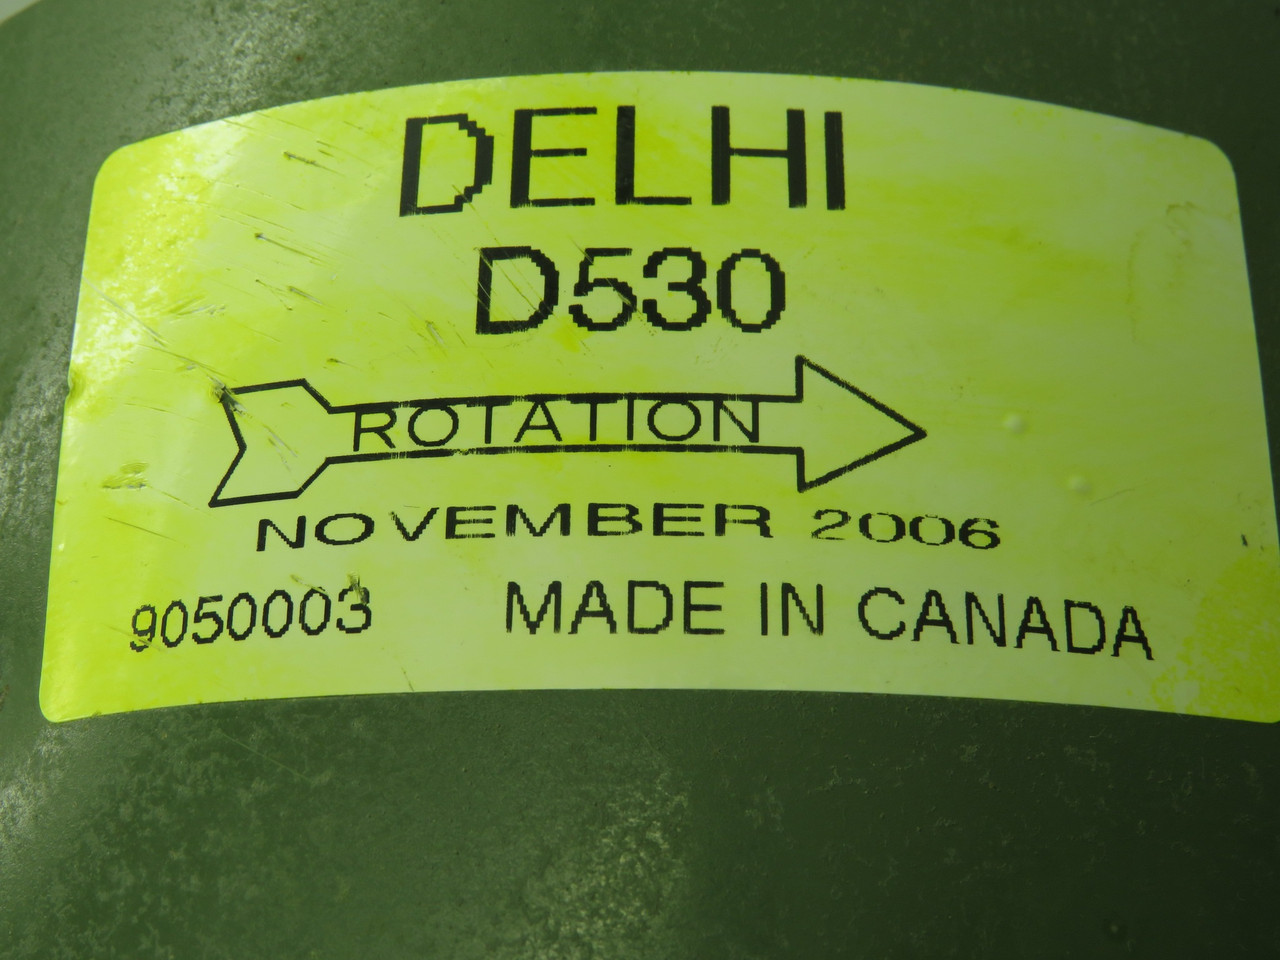 DELHI
D530
ROTATION
NOVEMBER 2006
9050003 MADE IN CANADA